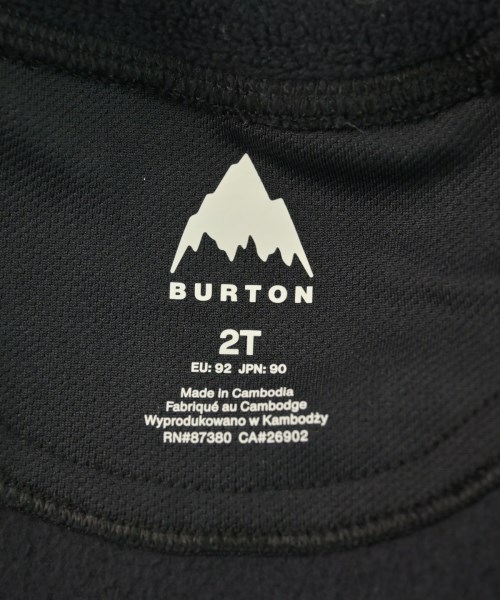 BURTON
2T
EU: 92 JPN: 90
Made in Cambodia
Fabriqué au Cambodge
Wyprodukowano w Kambodży
RN#87380 CA#26902